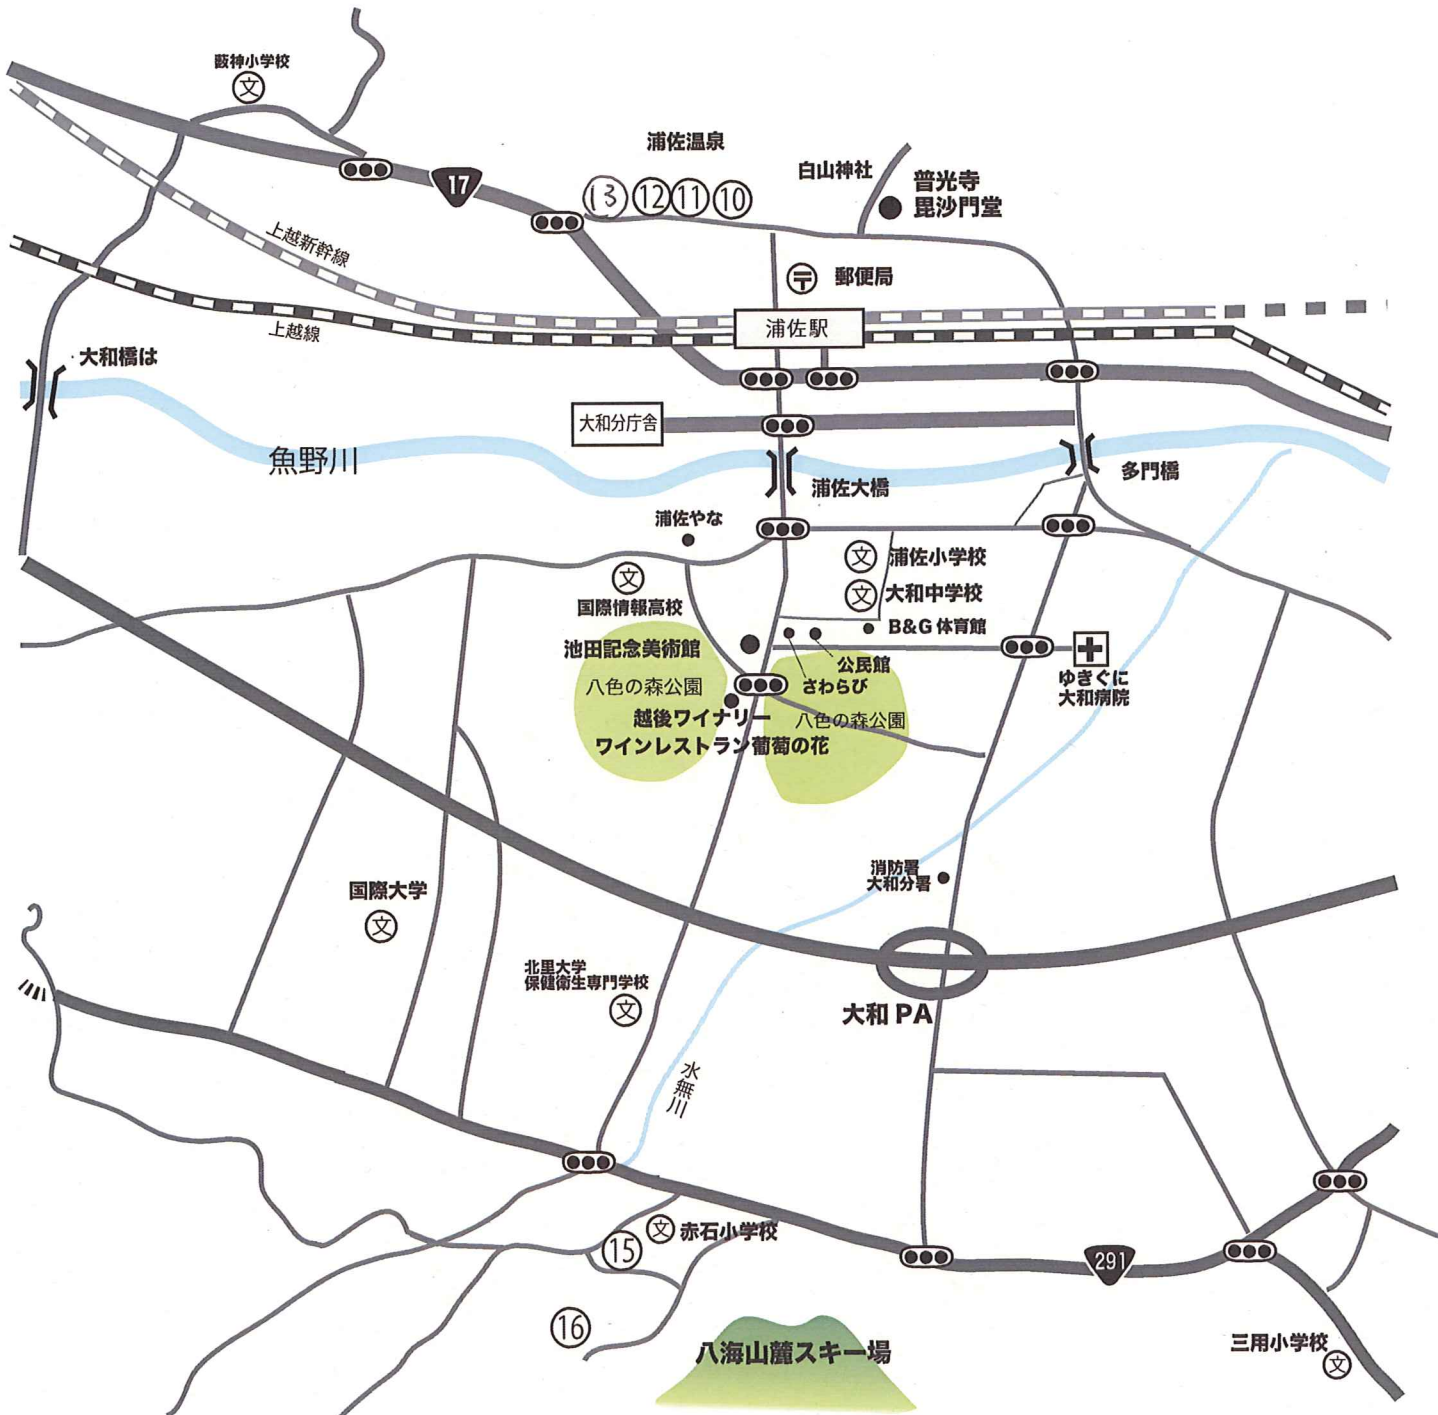 藪神小学校
文
17
浦佐温泉
13 12 11 10
白山神社
普光寺
毘沙門堂
上越新幹線
〒 郵便局
上越線
浦佐駅
大和橋は
大和分庁舎
魚野川
浦佐大橋
多門橋
浦佐やな
文 浦佐小学校
文
国際情報高校
文 大和中学校
B&G 体育館
池田記念美術館
公民館
さわらび
ゆきぐに
大和病院
八色の森公園
越後ワイナリー
八色の森公園
ワインレストラン葡萄の花
消防署
大和分署
国際大学
文
北里大学
保健衛生専門学校
文
大和 PA
水無川
15
文 赤石小学校
291
16
八海山麓スキー場
三用小学校
文